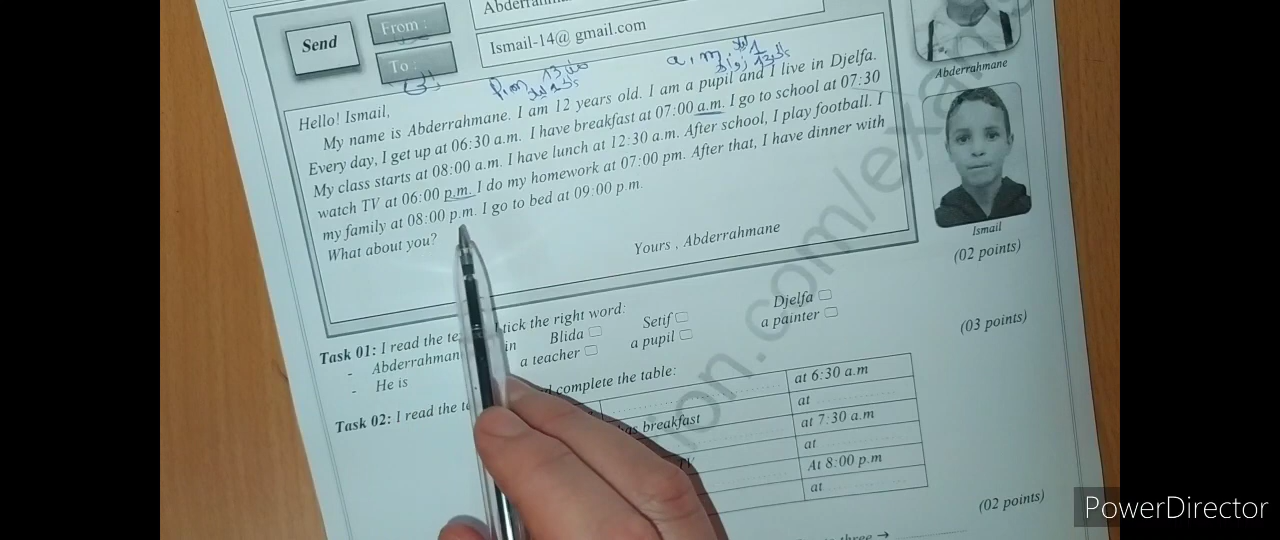 Send
From :
To :
Ismail-14@ gmail.com
a.m.
Hello! Ismail,
My name is Abderrahmane. I am 12 years old. I am a pupil and I live in Djelfa.
Every day, I get up at 06:30 a.m. I have breakfast at 07:00 a.m. I go to school at 07:30
My class starts at 08:00 a.m. I have lunch at 12:30 a.m. After school, I play football. I
watch TV at 06:00 p.m. I do my homework at 07:00 pm. After that, I have dinner with
my family at 08:00 p.m. I go to bed at 09:00 p.m.
What about you?
Yours , Abderrahmane
Abderrahmane
Ismail
(02 points)
Task 01: I read the tick the right word:
- Abderrahman in Blida Setif Djelfa
- He is a teacher a pupil a painter
(03 points)
Task 02: I read the complete the table:
at 6:30 a.m
breakfast at
at 7:30 a.m
at
TV At 8:00 p.m
at
(02 points)
PowerDirector